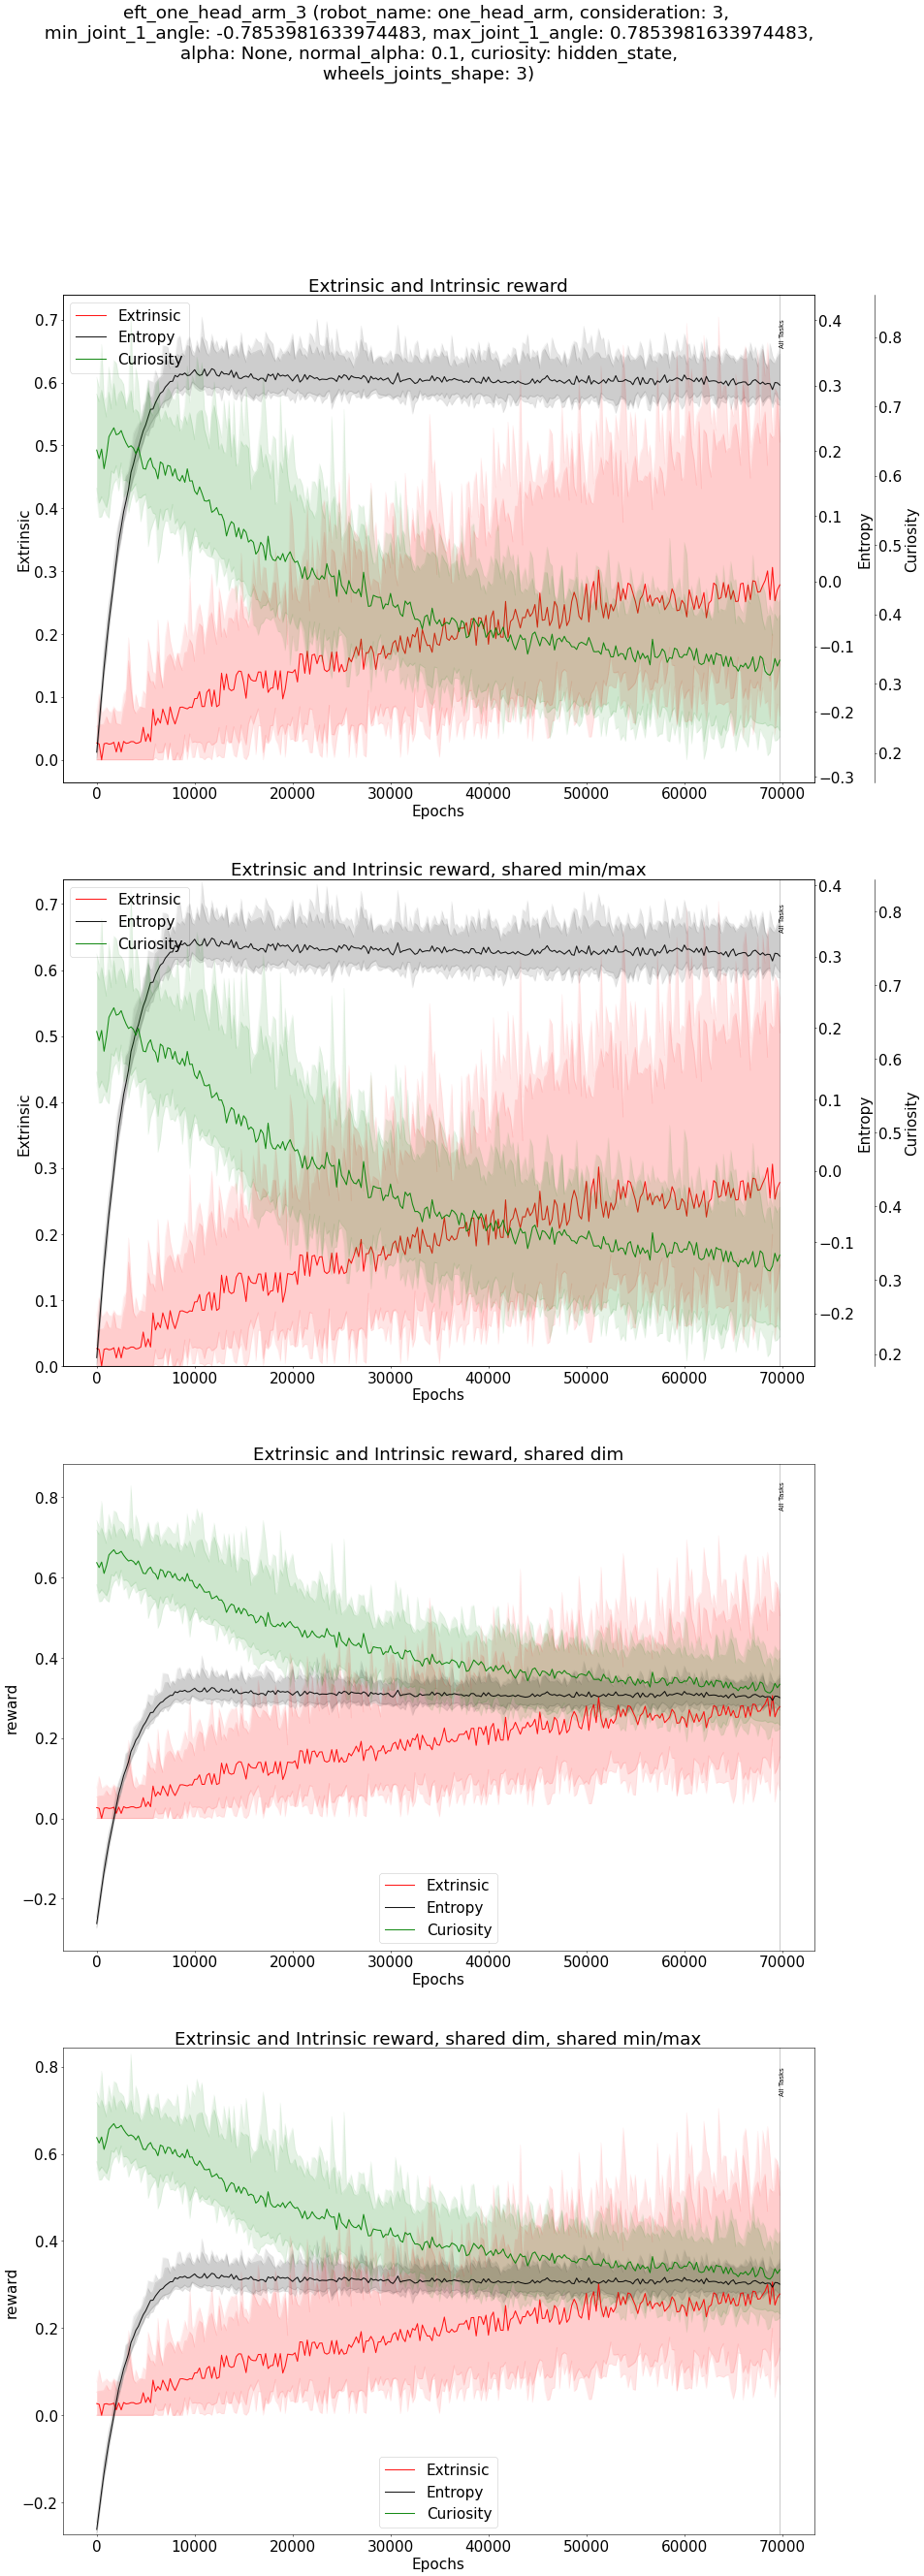 eft_one_head_arm_3 (robot_name: one_head_arm, consideration: 3,
min_joint_1_angle: -0.7853981633974483, max_joint_1_angle: 0.7853981633974483,
alpha: None, normal_alpha: 0.1, curiosity: hidden_state,
wheels_joints_shape: 3)
Extrinsic and Intrinsic reward
Extrinsic
Entropy
Curiosity
All Tasks
0.7
0.6
0.5
0.4
0.3
0.2
0.1
0.0
Extrinsic
0.4
0.3
0.2
0.1
0.0
−0.1
−0.2
−0.3
Entropy
0.8
0.7
0.6
0.5
0.4
0.3
0.2
Curiosity
0 10000 20000 30000 40000 50000 60000 70000
Epochs
Extrinsic and Intrinsic reward, shared min/max
Extrinsic
Entropy
Curiosity
All Tasks
0.7
0.6
0.5
0.4
0.3
0.2
0.1
0.0
Extrinsic
0.4
0.3
0.2
0.1
0.0
−0.1
−0.2
Entropy
0.8
0.7
0.6
0.5
0.4
0.3
0.2
Curiosity
0 10000 20000 30000 40000 50000 60000 70000
Epochs
Extrinsic and Intrinsic reward, shared dim
All Tasks
0.8
0.6
0.4
0.2
0.0
−0.2
reward
Extrinsic
Entropy
Curiosity
0 10000 20000 30000 40000 50000 60000 70000
Epochs
Extrinsic and Intrinsic reward, shared dim, shared min/max
All Tasks
0.8
0.6
0.4
0.2
0.0
−0.2
reward
Extrinsic
Entropy
Curiosity
0 10000 20000 30000 40000 50000 60000 70000
Epochs